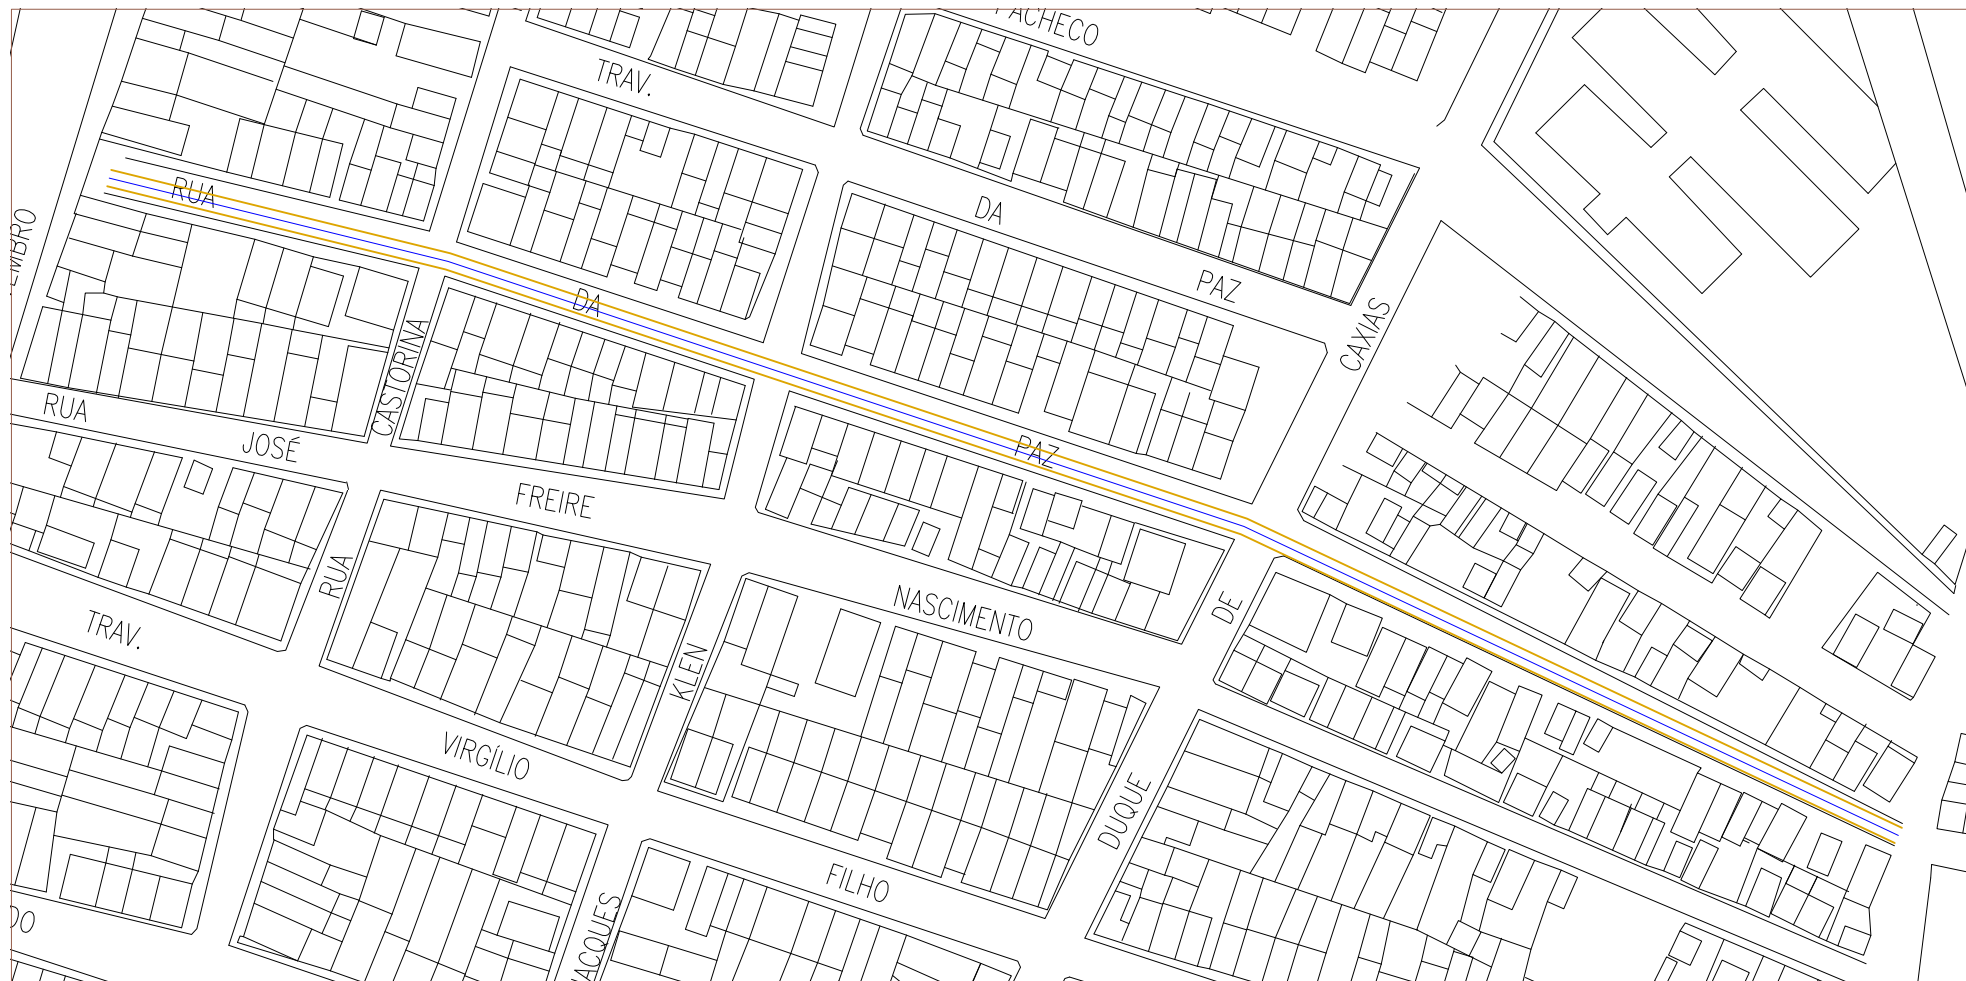 PACHECO
TRAV.
RUA
DA
DA
PAZ
CAXIAS
DA
CASTORINA
RUA
JOSÉ
PAZ
FREIRE
RUA
NASCIMENTO
DE
TRAV.
KLEN
VIRGÍLIO
DUQUE
FILHO